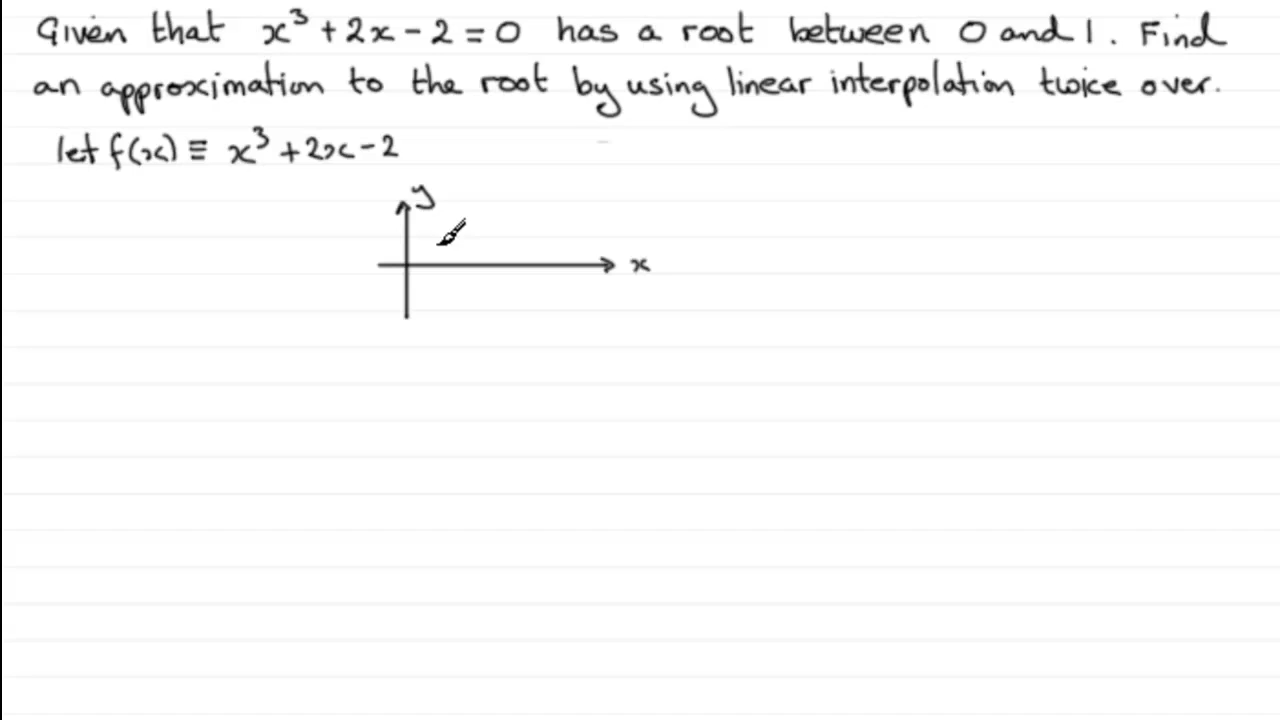 Given that x³ + 2x - 2 = 0 has a root between 0 and 1. Find
an approximation to the root by using linear interpolation twice over.
let f(x) ≡ x³ + 2x - 2
y
x